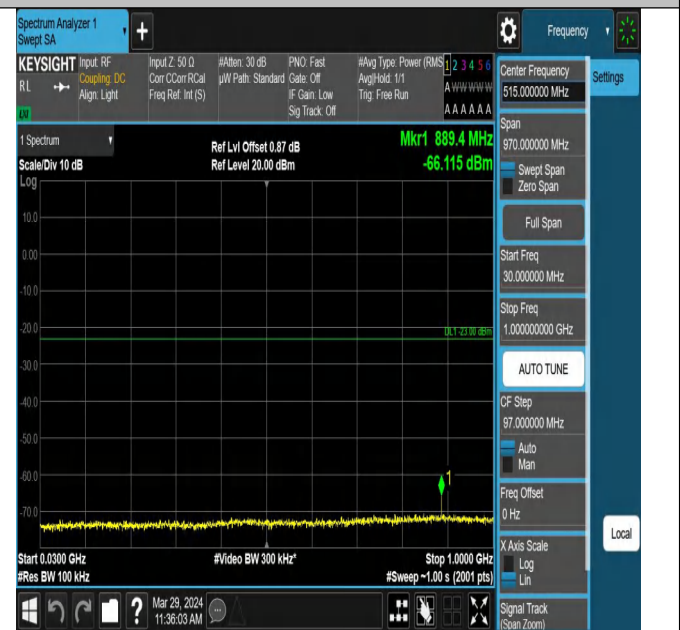 Spectrum Analyzer 1
Swept SA
+
Frequency
KEYSIGHT
RL
Input: RF
Coupling: DC
Align: Light
Input Z: 50 Ω
Corr CCorr RCal
Freq Ref: Int (S)
#Atten: 30 dB
µW Path: Standard
PNO: Fast
Gate: Off
IF Gain: Low
Sig Track: Off
#Avg Type: Power (RMS
Avg|Hold: 1/1
Trig: Free Run
1 2 3 4 5 6
A W W W W W
A A A A A A
Center Frequency
515.000000 MHz
Settings
Span
970.000000 MHz
Swept Span
Zero Span
Full Span
Start Freq
30.000000 MHz
Stop Freq
1.000000000 GHz
AUTO TUNE
CF Step
97.000000 MHz
Auto
Man
Freq Offset
0 Hz
X Axis Scale
Log
Lin
Signal Track
(Span Zoom)
Local
1 Spectrum
Scale/Div 10 dB
Ref Lvl Offset 0.87 dB
Ref Level 20.00 dBm
Mkr1 889.4 MHz
-66.115 dBm
Log
10.0
0.00
-10.0
-20.0
DL1 -23.00 dBm
-30.0
-40.0
-50.0
-60.0
1
-70.0
Start 0.0300 GHz
#Res BW 100 kHz
#Video BW 300 kHz*
Stop 1.0000 GHz
#Sweep ~1.00 s (2001 pts)
?
Mar 29, 2024
11:36:03 AM